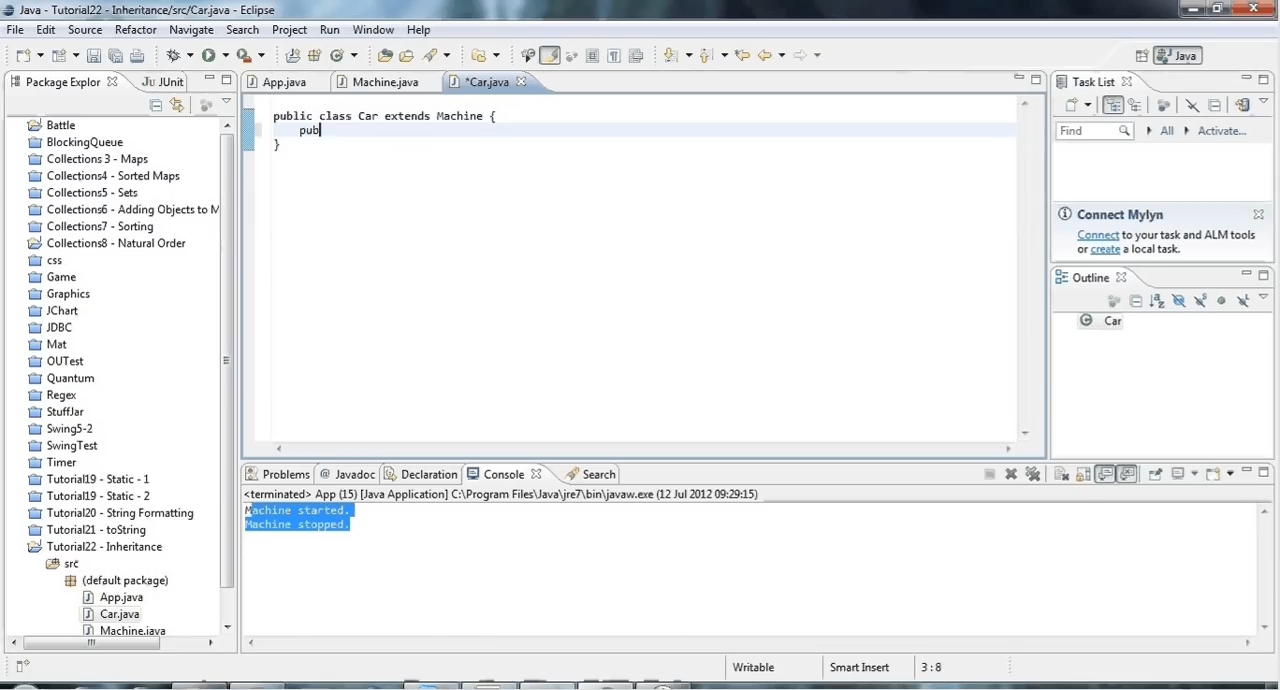 Java - Tutorial22 - Inheritance/src/Car.java - Eclipse
File Edit Source Refactor Navigate Search Project Run Window Help
Java
Package Explor JUnit
App.java Machine.java *Car.java
Task List
Find All Activate...
public class Car extends Machine {
pub
}
Battle
BlockingQueue
Collections 3 - Maps
Collections4 - Sorted Maps
Collections5 - Sets
Collections6 - Adding Objects to M
Collections7 - Sorting
Collections8 - Natural Order
css
Game
Graphics
JChart
JDBC
Mat
OUTest
Quantum
Regex
StuffJar
Swing5-2
SwingTest
Timer
Tutorial19 - Static - 1
Tutorial19 - Static - 2
Tutorial20 - String Formatting
Tutorial21 - toString
Tutorial22 - Inheritance
src
(default package)
App.java
Car.java
Machine.java
Connect Mylyn
Connect to your task and ALM tools
or create a local task.
Outline
Car
Problems @ Javadoc Declaration Console Search
<terminated> App (15) [Java Application] C:\Program Files\Java\jre7\bin\javaw.exe (12 Jul 2012 09:29:15)
Machine started.
Machine stopped.
Writable Smart Insert 3 : 8